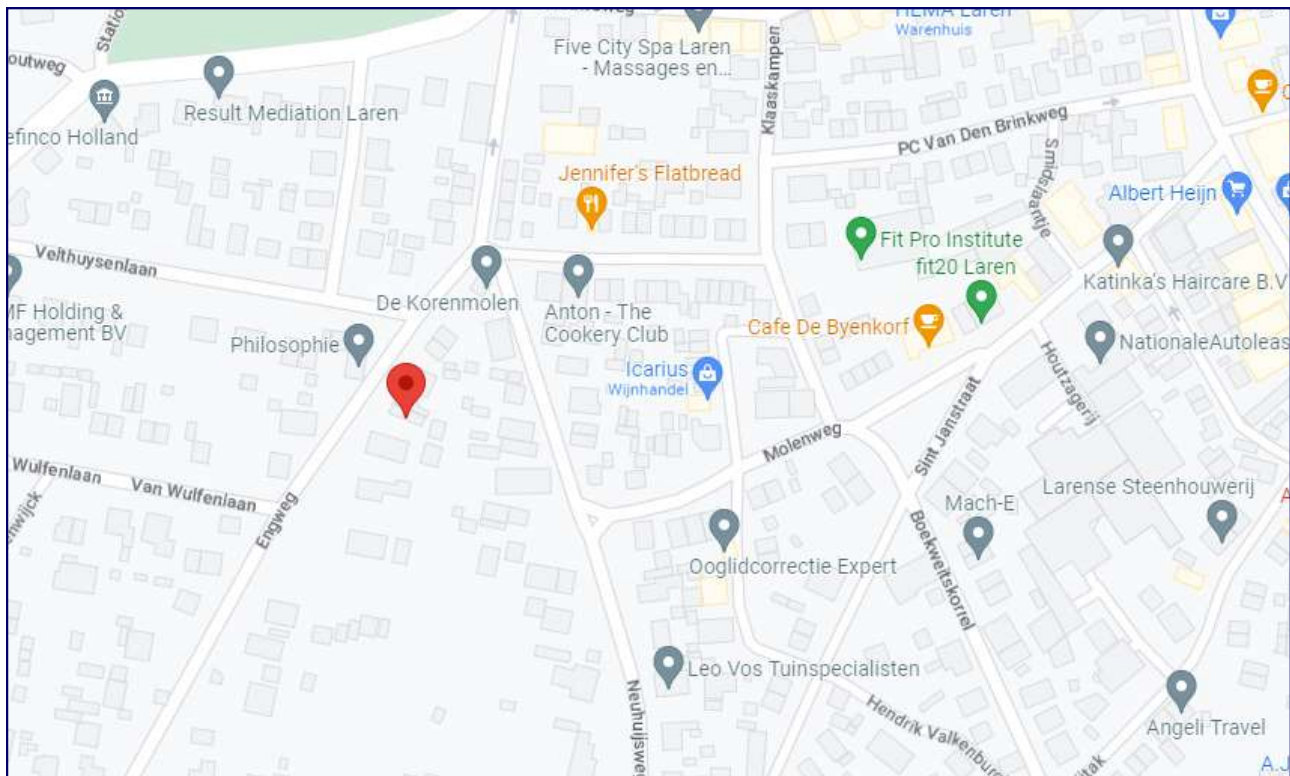 HEMA Laren
Warenhuis
Five City Spa Laren
- Massages en...
Klaaskampen
Result Mediation Laren
efinco Holland
PC Van Den Brinkweg
Smidslaantje
Jennifer's Flatbread
Albert Heijn
Velthuysenlaan
Fit Pro Institute
fit20 Laren
Katinka's Haircare B.V
De Korenmolen
Anton - The
Cookery Club
MF Holding &
nagement BV
Philosophie
Cafe De Byenkorf
NationaleAutoleas
Icarius
Wijnhandel
Houtzagerij
Sint Janstraat
Molenweg
Wulfenlaan
Van Wulfenlaan
enwijck
Engweg
Larense Steenhouwerij
Mach-E
Boekweitskorrel
Ooglidcorrectie Expert
Leo Vos Tuinspecialisten
Neuhuijsweg
Hendrik Valkenburg
Angeli Travel
itak
A.J